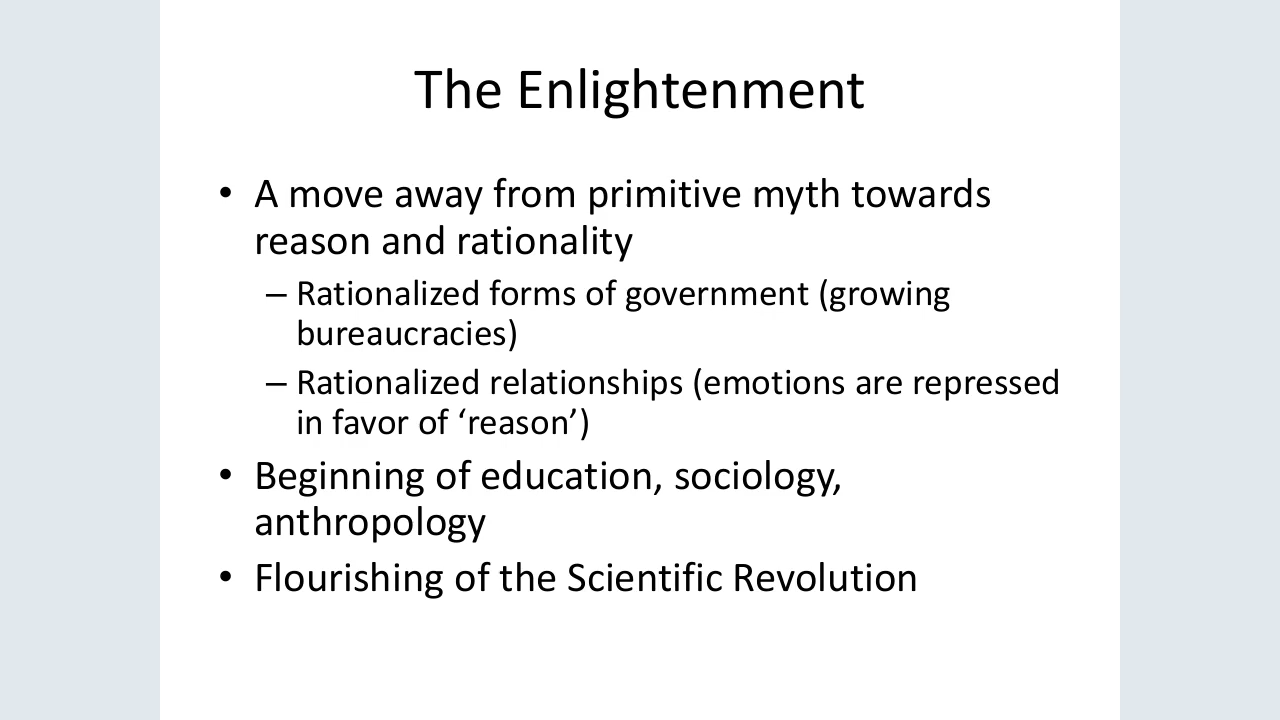 The Enlightenment
• A move away from primitive myth towards
reason and rationality
– Rationalized forms of government (growing
bureaucracies)
– Rationalized relationships (emotions are repressed
in favor of ‘reason’)
• Beginning of education, sociology,
anthropology
• Flourishing of the Scientific Revolution